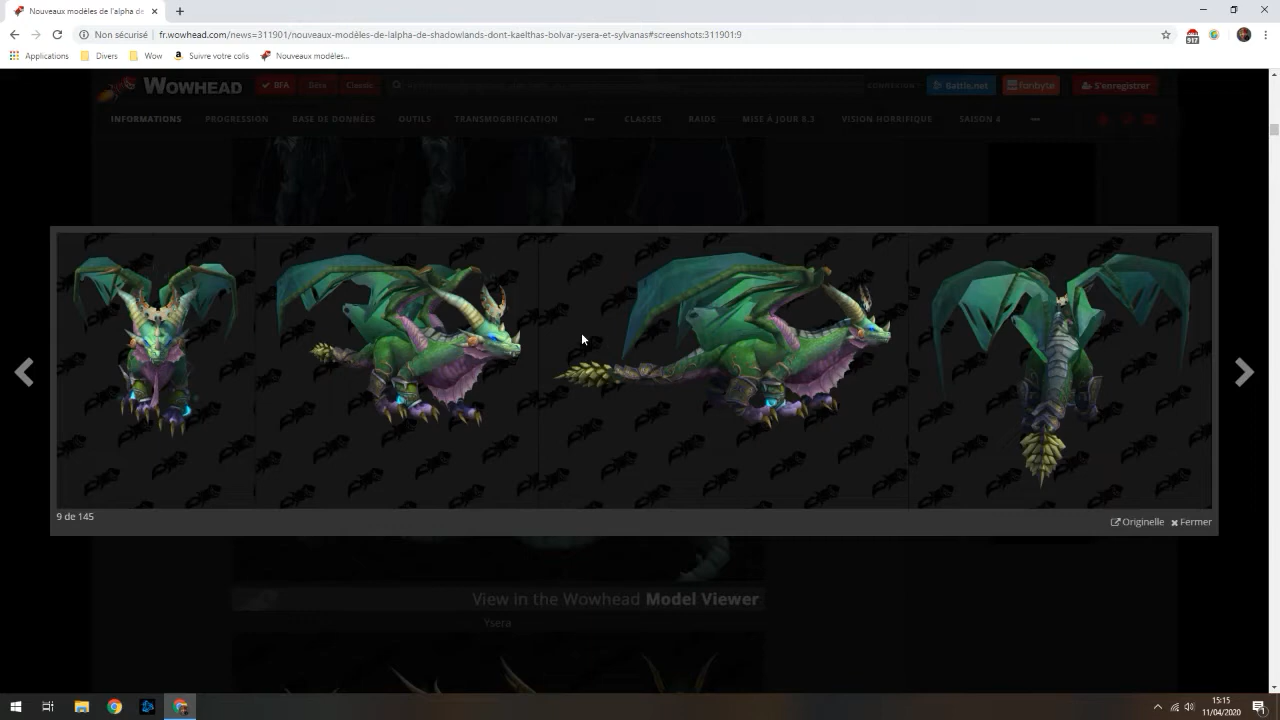 Nouveaux modèles de l'alpha de
Non sécurisé
fr.wowhead.com/news=311901/nouveaux-modèles-de-lalpha-de-shadowlands-dont-kaelthas-bolvar-ysera-et-sylvanas#screenshots:311901:9
917
Applications
Divers
Wow
Suivre votre colis
Nouveaux modèles...
WOWHEAD
BFA
Classic
CONNEXION
Battle.net
S'enregistrer
INFORMATIONS
PROGRESSION
BASE DE DONNÉES
OUTILS
TRANSMOGRIFICATION
CLASSES
RAIDS
MISE À JOUR 8.3
VISION HORRIFIQUE
SAISON 4
9 de 145
Originelle
Fermer
View in the Wowhead Model Viewer
Ysera
15:15
11/04/2020
1